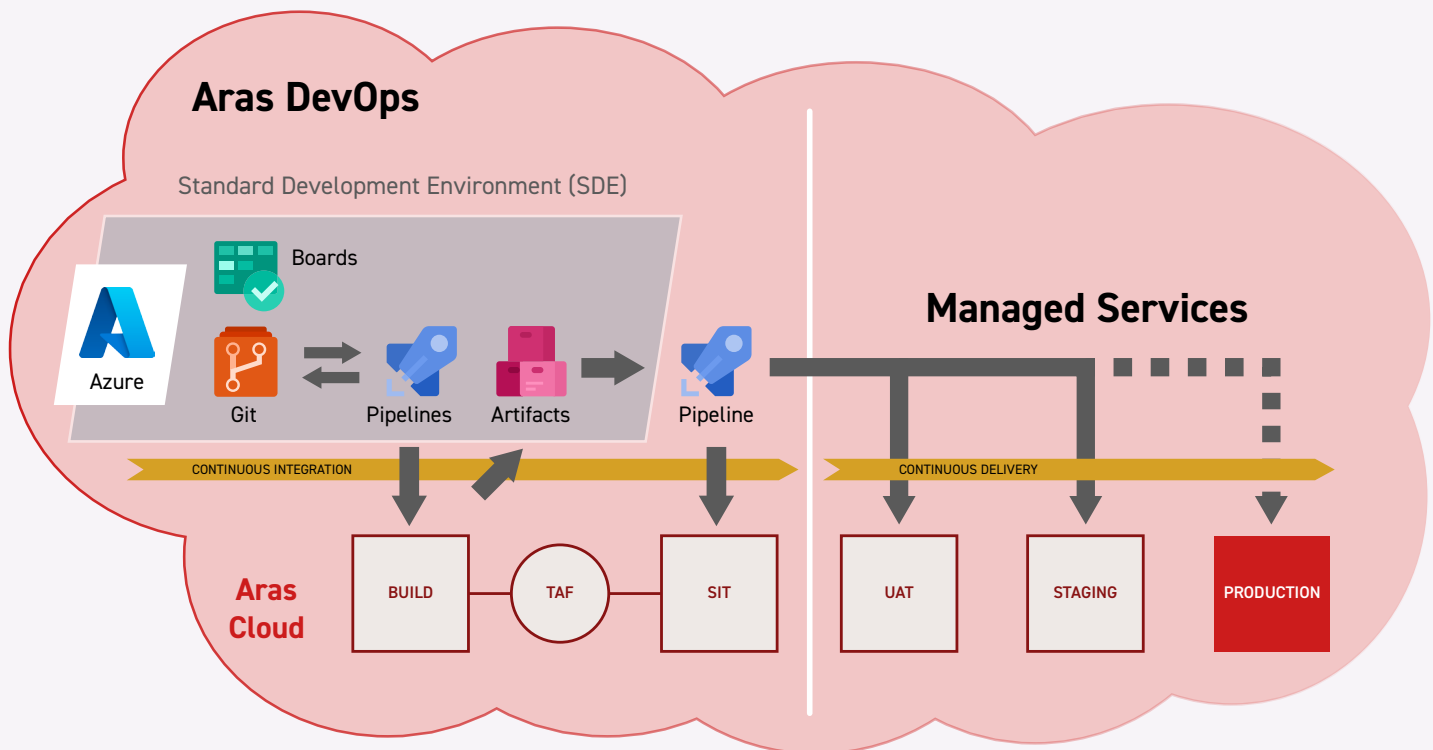 Aras DevOps
Standard Development Environment (SDE)
Boards
Azure
Git
Pipelines
Artifacts
Pipeline
Managed Services
CONTINUOUS INTEGRATION
CONTINUOUS DELIVERY
Aras
Cloud
BUILD
TAF
SIT
UAT
STAGING
PRODUCTION